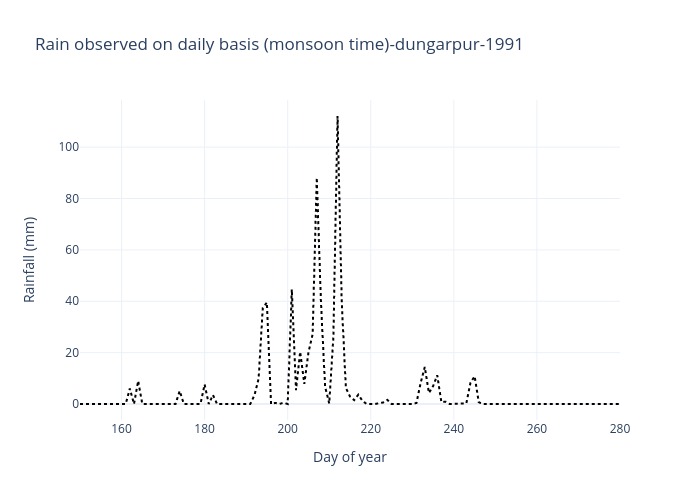 Rain observed on daily basis (monsoon time)-dungarpur-1991
100
80
60
40
20
0
Rainfall (mm)
160 180 200 220 240 260 280
Day of year